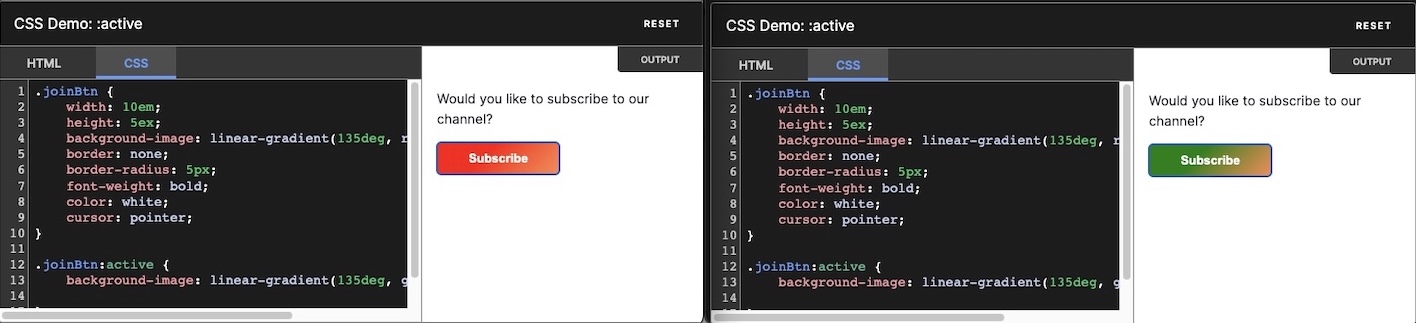 CSS Demo: :active
RESET
HTML
CSS
OUTPUT
1 .joinBtn {
2 width: 10em;
3 height: 5ex;
4 background-image: linear-gradient(135deg, r
5 border: none;
6 border-radius: 5px;
7 font-weight: bold;
8 color: white;
9 cursor: pointer;
10 }
11
12 .joinBtn:active {
13 background-image: linear-gradient(135deg, g
14
Would you like to subscribe to our
channel?
Subscribe
CSS Demo: :active
RESET
HTML
CSS
OUTPUT
1 .joinBtn {
2 width: 10em;
3 height: 5ex;
4 background-image: linear-gradient(135deg, r
5 border: none;
6 border-radius: 5px;
7 font-weight: bold;
8 color: white;
9 cursor: pointer;
10 }
11
12 .joinBtn:active {
13 background-image: linear-gradient(135deg, g
14
Would you like to subscribe to our
channel?
Subscribe